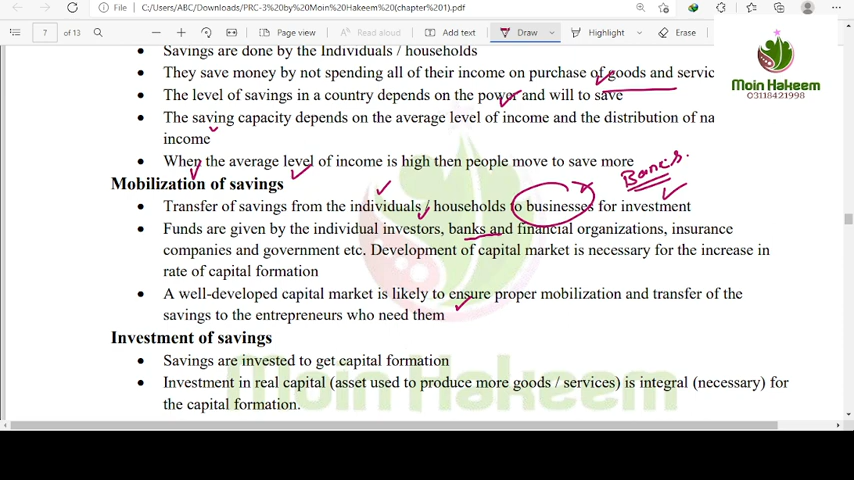 File | C:/Users/ABC/Downloads/PRC-3%20by%20Moin%20Hakeem%20(chapter%201).pdf
7 of 13 Page view Read aloud Add text Draw Highlight Erase
Savings are done by the Individuals / households
• They save money by not spending all of their income on purchase of goods and servic
• The level of savings in a country depends on the power and will to save
• The saving capacity depends on the average level of income and the distribution of na
income
• When the average level of income is high then people move to save more
Moin Hakeem
03118421998
Banks.
Mobilization of savings
• Transfer of savings from the individuals / households to businesses for investment
• Funds are given by the individual investors, banks and financial organizations, insurance
companies and government etc. Development of capital market is necessary for the increase in
rate of capital formation
• A well-developed capital market is likely to ensure proper mobilization and transfer of the
savings to the entrepreneurs who need them
Investment of savings
• Savings are invested to get capital formation
• Investment in real capital (asset used to produce more goods / services) is integral (necessary) for
the capital formation.
Moin Hakeem